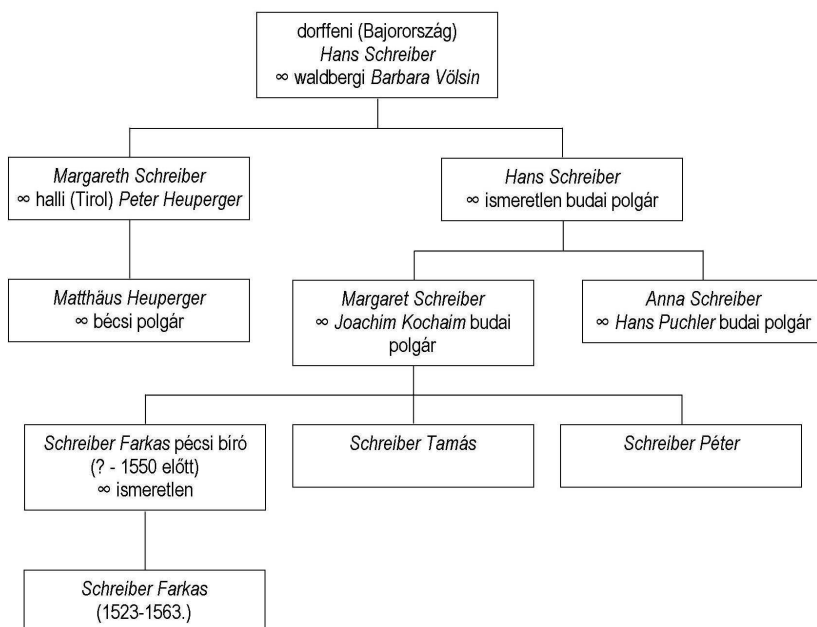 dorffeni (Bajorország)
Hans Schreiber
∞ waldbergi Barbara Völsin
Margareth Schreiber
∞ halli (Tirol) Peter Heuperger
Hans Schreiber
∞ ismeretlen budai polgár
Matthäus Heuperger
∞ bécsi polgár
Margaret Schreiber
∞ Joachim Kochaim budai
polgár
Anna Schreiber
∞ Hans Puchler budai polgár
Schreiber Farkas pécsi bíró
(? - 1550 előtt)
∞ ismeretlen
Schreiber Tamás
Schreiber Péter
Schreiber Farkas
(1523-1563.)